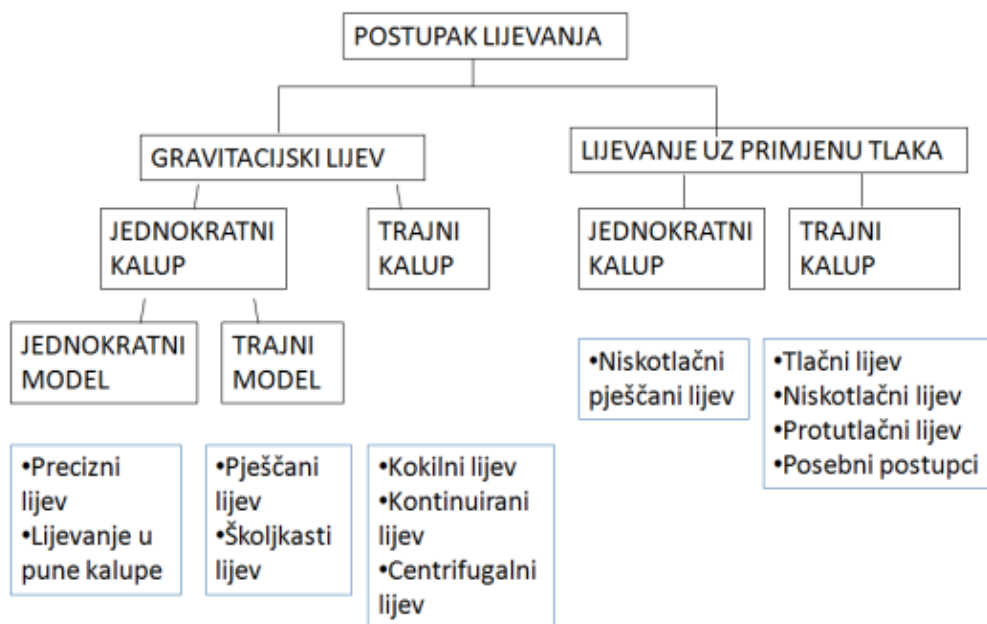 POSTUPAK LIJEVANJA
GRAVITACIJSKI LIJEV
LIJEVANJE UZ PRIMJENU TLAKA
JEDNOKRATNI
KALUP
TRAJNI
KALUP
JEDNOKRATNI
KALUP
TRAJNI
KALUP
JEDNOKRATNI
MODEL
TRAJNI
MODEL
•Niskotlačni
pješčani lijev
•Tlačni lijev
•Niskotlačni lijev
•Protutlačni lijev
•Posebni postupci
•Precizni
lijev
•Lijevanje u
pune kalupe
•Pješčani
lijev
•Školjkasti
lijev
•Kokilni lijev
•Kontinuirani
lijev
•Centrifugalni
lijev